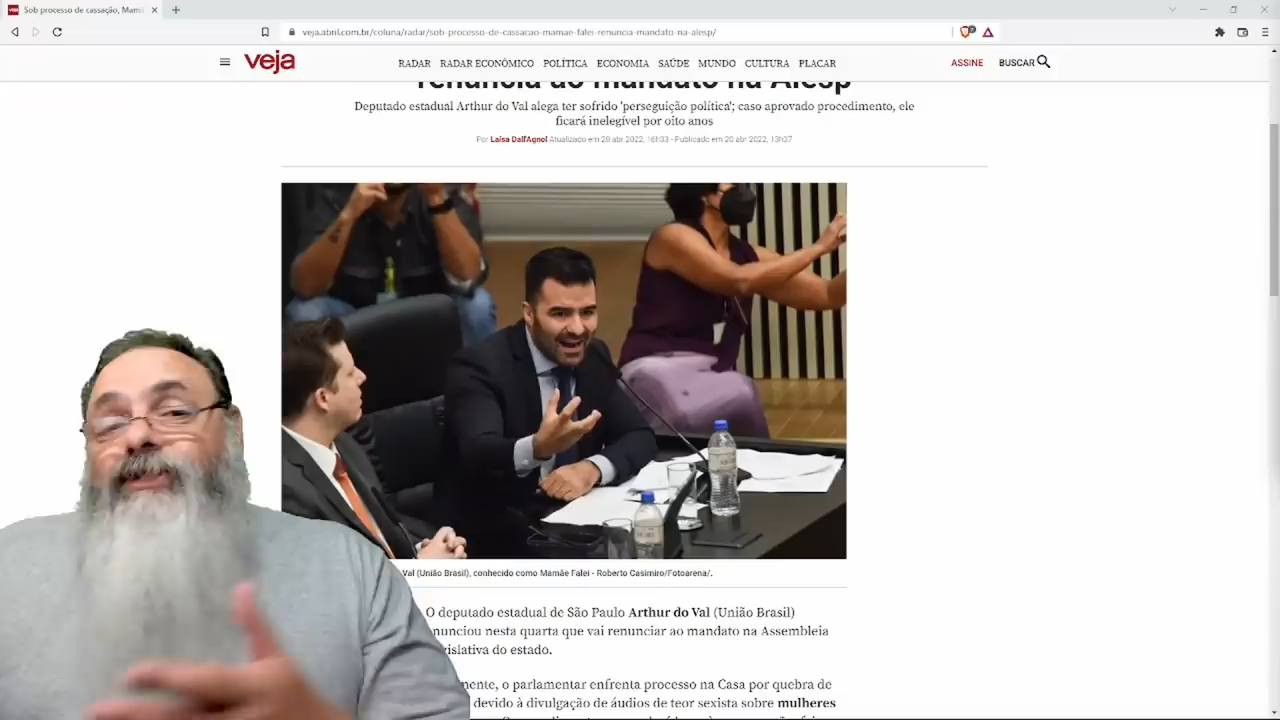 Sob processo de cassação, Mamã
veja.abril.com.br/coluna/radar/sob-processo-de-cassacao-mamae-falei-renuncia-mandato-na-alesp/
veja
RADAR RADAR ECONÔMICO POLÍTICA ECONOMIA SAÚDE MUNDO CULTURA PLACAR
ASSINE BUSCAR
renuncia ao mandato na Alesp
Deputado estadual Arthur do Val alega ter sofrido 'perseguição política'; caso aprovado procedimento, ele
ficará inelegível por oito anos
Por Laísa Dall'Agnol Atualizado em 20 abr 2022, 16h33 - Publicado em 20 abr 2022, 13h37
Val (União Brasil), conhecido como Mamãe Falei - Roberto Casimiro/Fotoarena/.
O deputado estadual de São Paulo Arthur do Val (União Brasil)
nunciou nesta quarta que vai renunciar ao mandato na Assembleia
islativa do estado.
mente, o parlamentar enfrenta processo na Casa por quebra de
devido à divulgação de áudios de teor sexista sobre mulheres